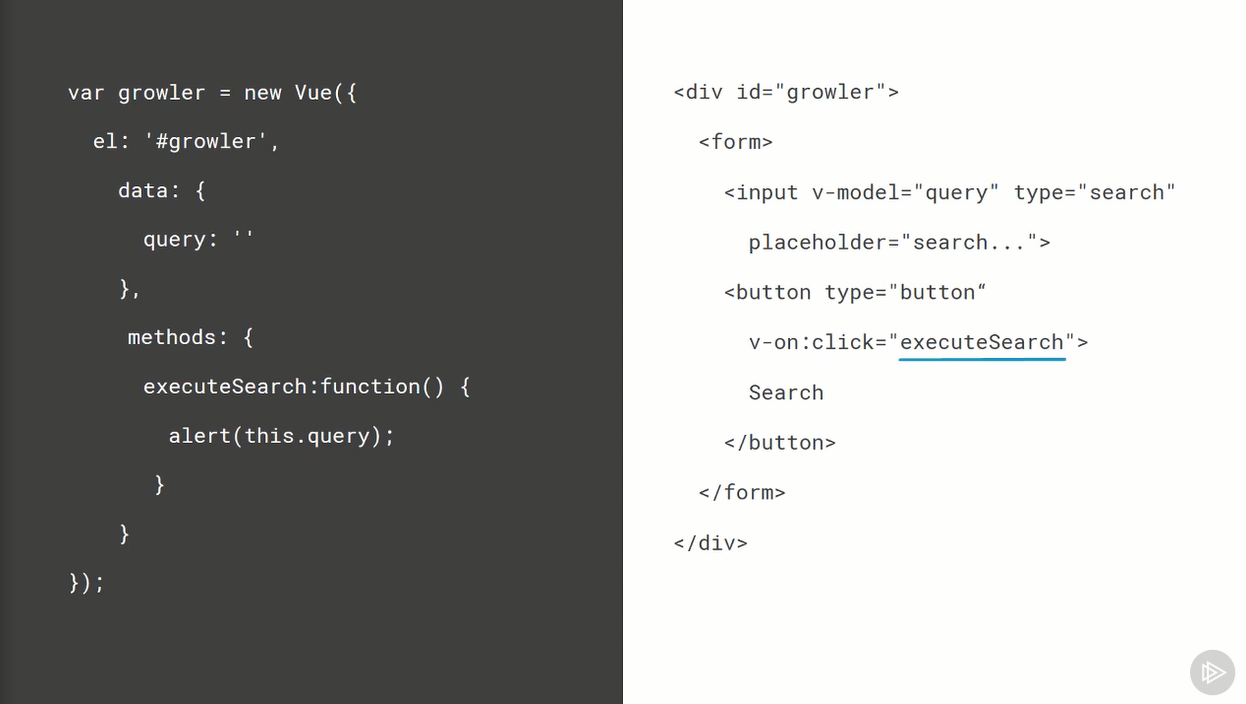 var growler = new Vue({
el: '#growler',
data: {
query: ''
},
methods: {
executeSearch:function() {
alert(this.query);
}
}
});
<div id="growler">
<form>
<input v-model="query" type="search"
placeholder="search...">
<button type="button“
v-on:click="executeSearch">
Search
</button>
</form>
</div>